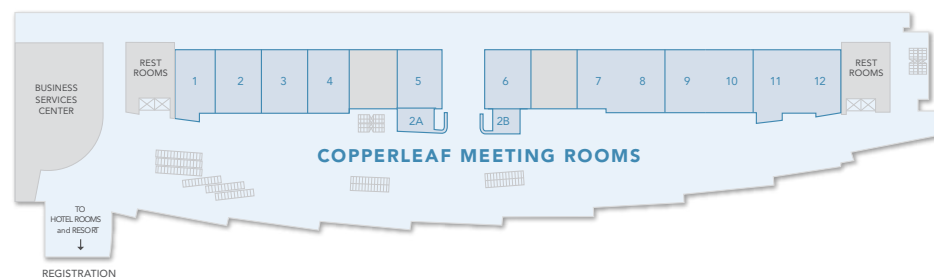 BUSINESS
SERVICES
CENTER
REST
ROOMS
1
2
3
4
5
6
7
8
9
10
11
12
REST
ROOMS
2A
2B
COPPERLEAF MEETING ROOMS
TO
HOTEL ROOMS
and RESORT
↓
REGISTRATION